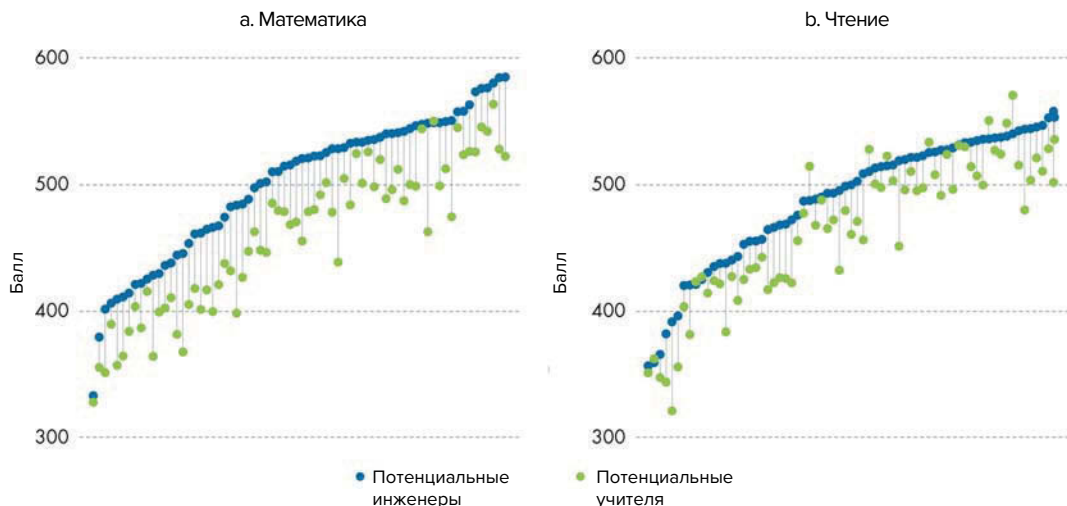 a. Математика
b. Чтение
600
500
400
300
Балл
600
500
400
300
Балл
Потенциальные
инженеры
Потенциальные
учителя